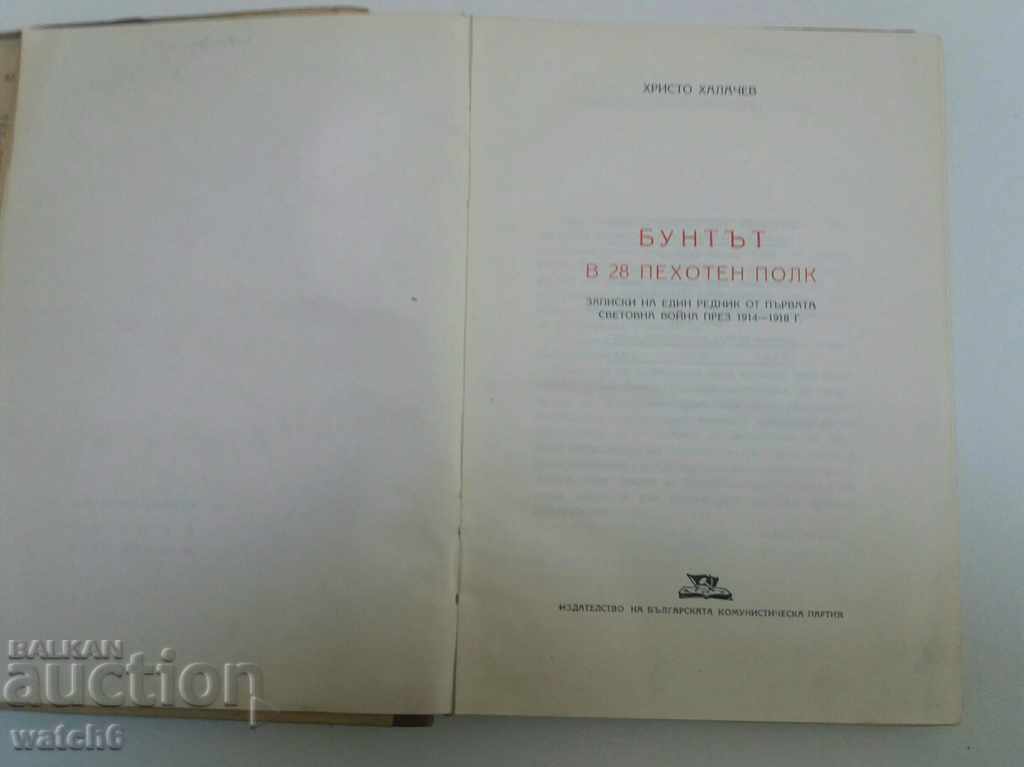 ХРИСТО ХАЛАЧЕВ
БУНТЪТ
В 28 ПЕХОТЕН ПОЛК
ЗАПИСКИ НА ЕДИН РЕДНИК ОТ ПЪРВАТА
СВЕТОВНА ВОЙНА ПРЕЗ 1914—1918 Г.
ИЗДАТЕЛСТВО НА БЪЛГАРСКАТА КОМУНИСТИЧЕСКА ПАРТИЯ
BALKAN
auction
watch6